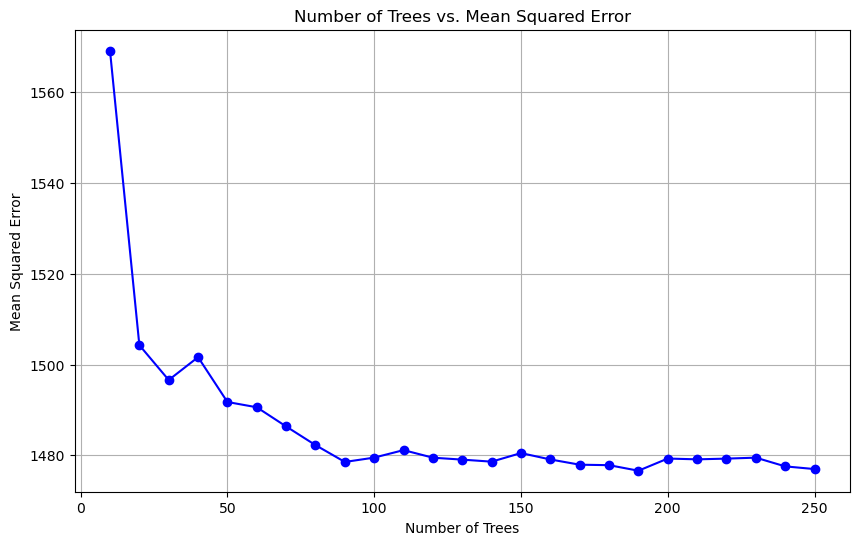 Number of Trees vs. Mean Squared Error
1560
1540
1520
1500
1480
Mean Squared Error
0 50 100 150 200 250
Number of Trees